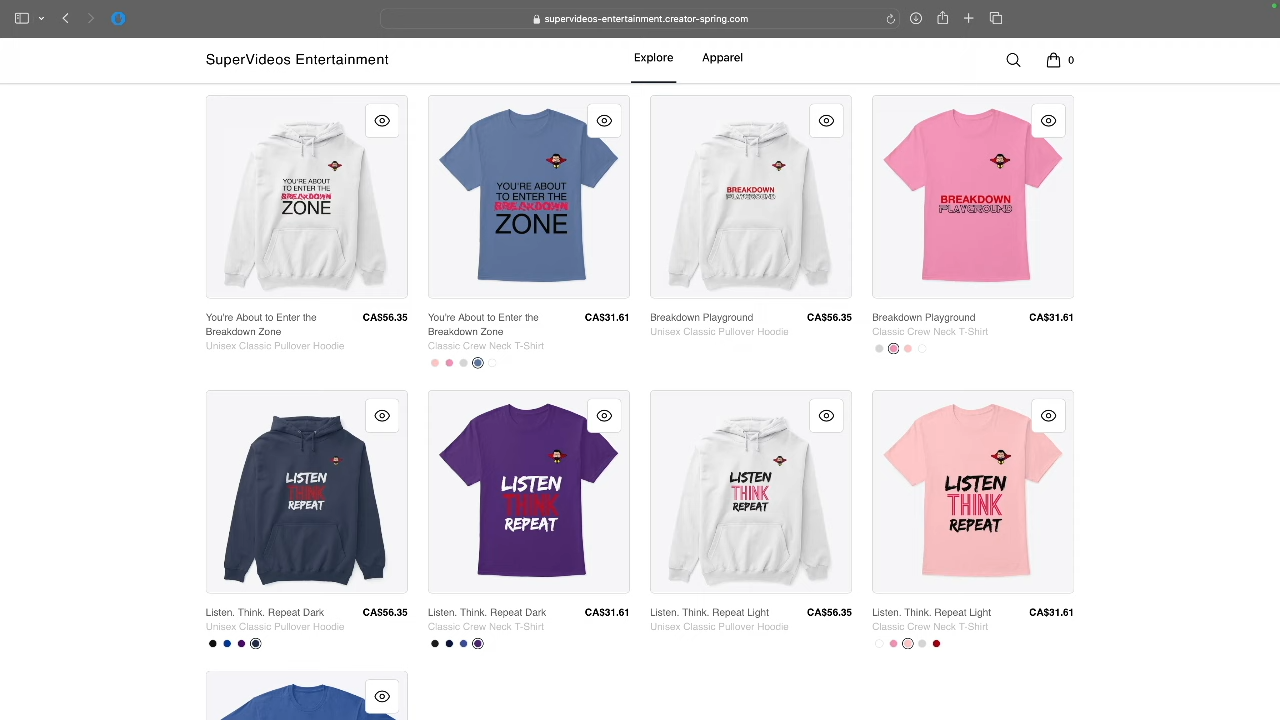 supervideos-entertainment.creator-spring.com
SuperVideos Entertainment
Explore
Apparel
0
YOU'RE ABOUT
TO ENTER THE
BREAKDOWN
ZONE
YOU'RE ABOUT
TO ENTER THE
BREAKDOWN
ZONE
BREAKDOWN
PLAYGROUND
BREAKDOWN
PLAYGROUND
You're About to Enter the
Breakdown Zone
CA$56.35
Unisex Classic Pullover Hoodie
You're About to Enter the
Breakdown Zone
CA$31.61
Classic Crew Neck T-Shirt
Breakdown Playground
CA$56.35
Unisex Classic Pullover Hoodie
Breakdown Playground
CA$31.61
Classic Crew Neck T-Shirt
LISTEN
THINK
REPEAT
LISTEN
THINK
REPEAT
LISTEN
THINK
REPEAT
LISTEN
THINK
REPEAT
Listen. Think. Repeat Dark
CA$56.35
Unisex Classic Pullover Hoodie
Listen. Think. Repeat Dark
CA$31.61
Classic Crew Neck T-Shirt
Listen. Think. Repeat Light
CA$56.35
Unisex Classic Pullover Hoodie
Listen. Think. Repeat Light
CA$31.61
Classic Crew Neck T-Shirt